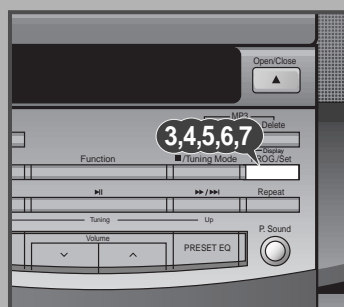 Open/Close
MP3
Delete
3,4,5,6,7
Display
Function
/Tuning Mode
PROG./Set
Repeat
Tuning
Up
Volume
PRESET EQ
P. Sound